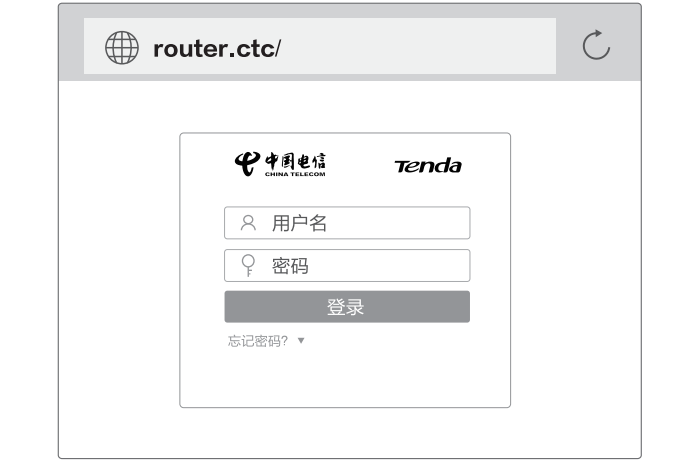 router.ctc/
中国电信 Tenda
CHINA TELECOM
用户名
密码
登录
忘记密码? ▼